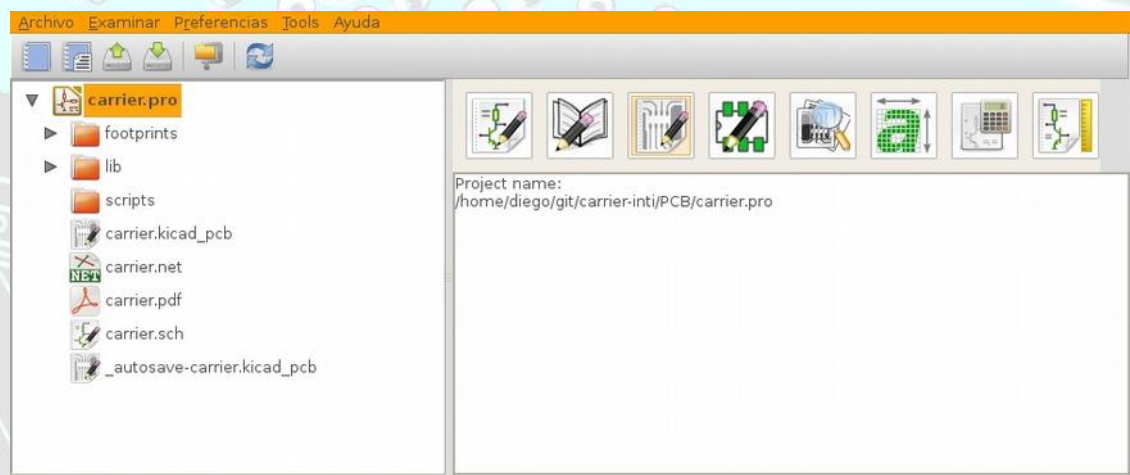 Archivo Examinar Preferencias Tools Ayuda
carrier.pro
footprints
lib
scripts
carrier.kicad_pcb
NET carrier.net
carrier.pdf
carrier.sch
_autosave-carrier.kicad_pcb
a
Project name:
/home/diego/git/carrier-inti/PCB/carrier.pro